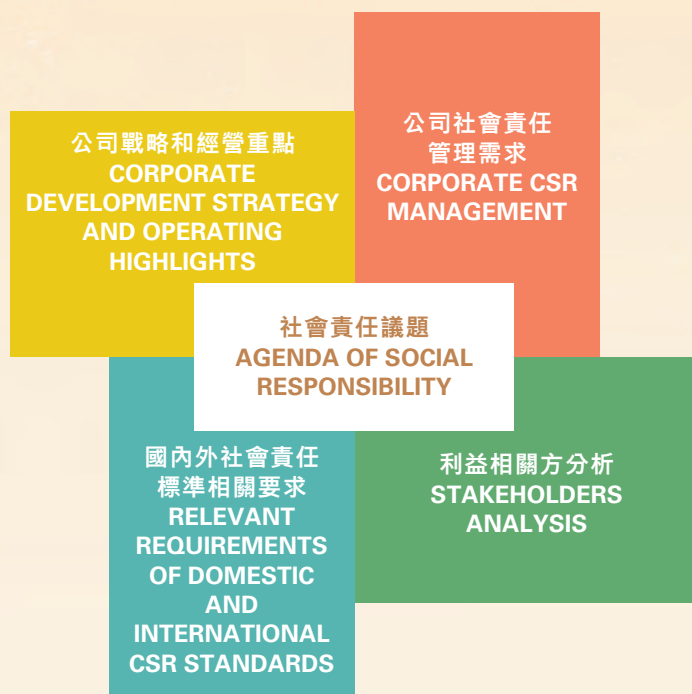 公司戰略和經營重點
CORPORATE
DEVELOPMENT STRATEGY
AND OPERATING
HIGHLIGHTS
公司社會責任
管理需求
CORPORATE CSR
MANAGEMENT
社會責任議題
AGENDA OF SOCIAL
RESPONSIBILITY
國內外社會責任
標準相關要求
RELEVANT
REQUIREMENTS
OF DOMESTIC
AND
INTERNATIONAL
CSR STANDARDS
利益相關方分析
STAKEHOLDERS
ANALYSIS